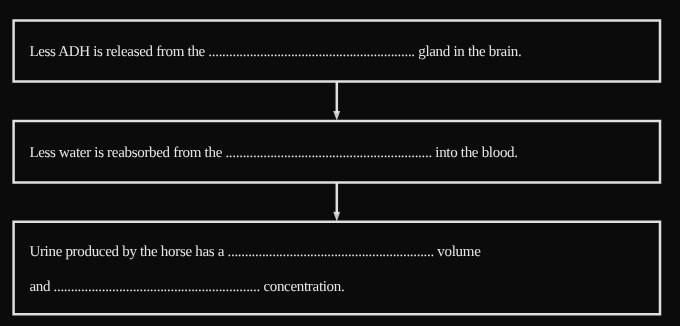 Less ADH is released from the ............................................................ gland in the brain.
Less water is reabsorbed from the ............................................................ into the blood.
Urine produced by the horse has a ............................................................ volume
and ............................................................ concentration.